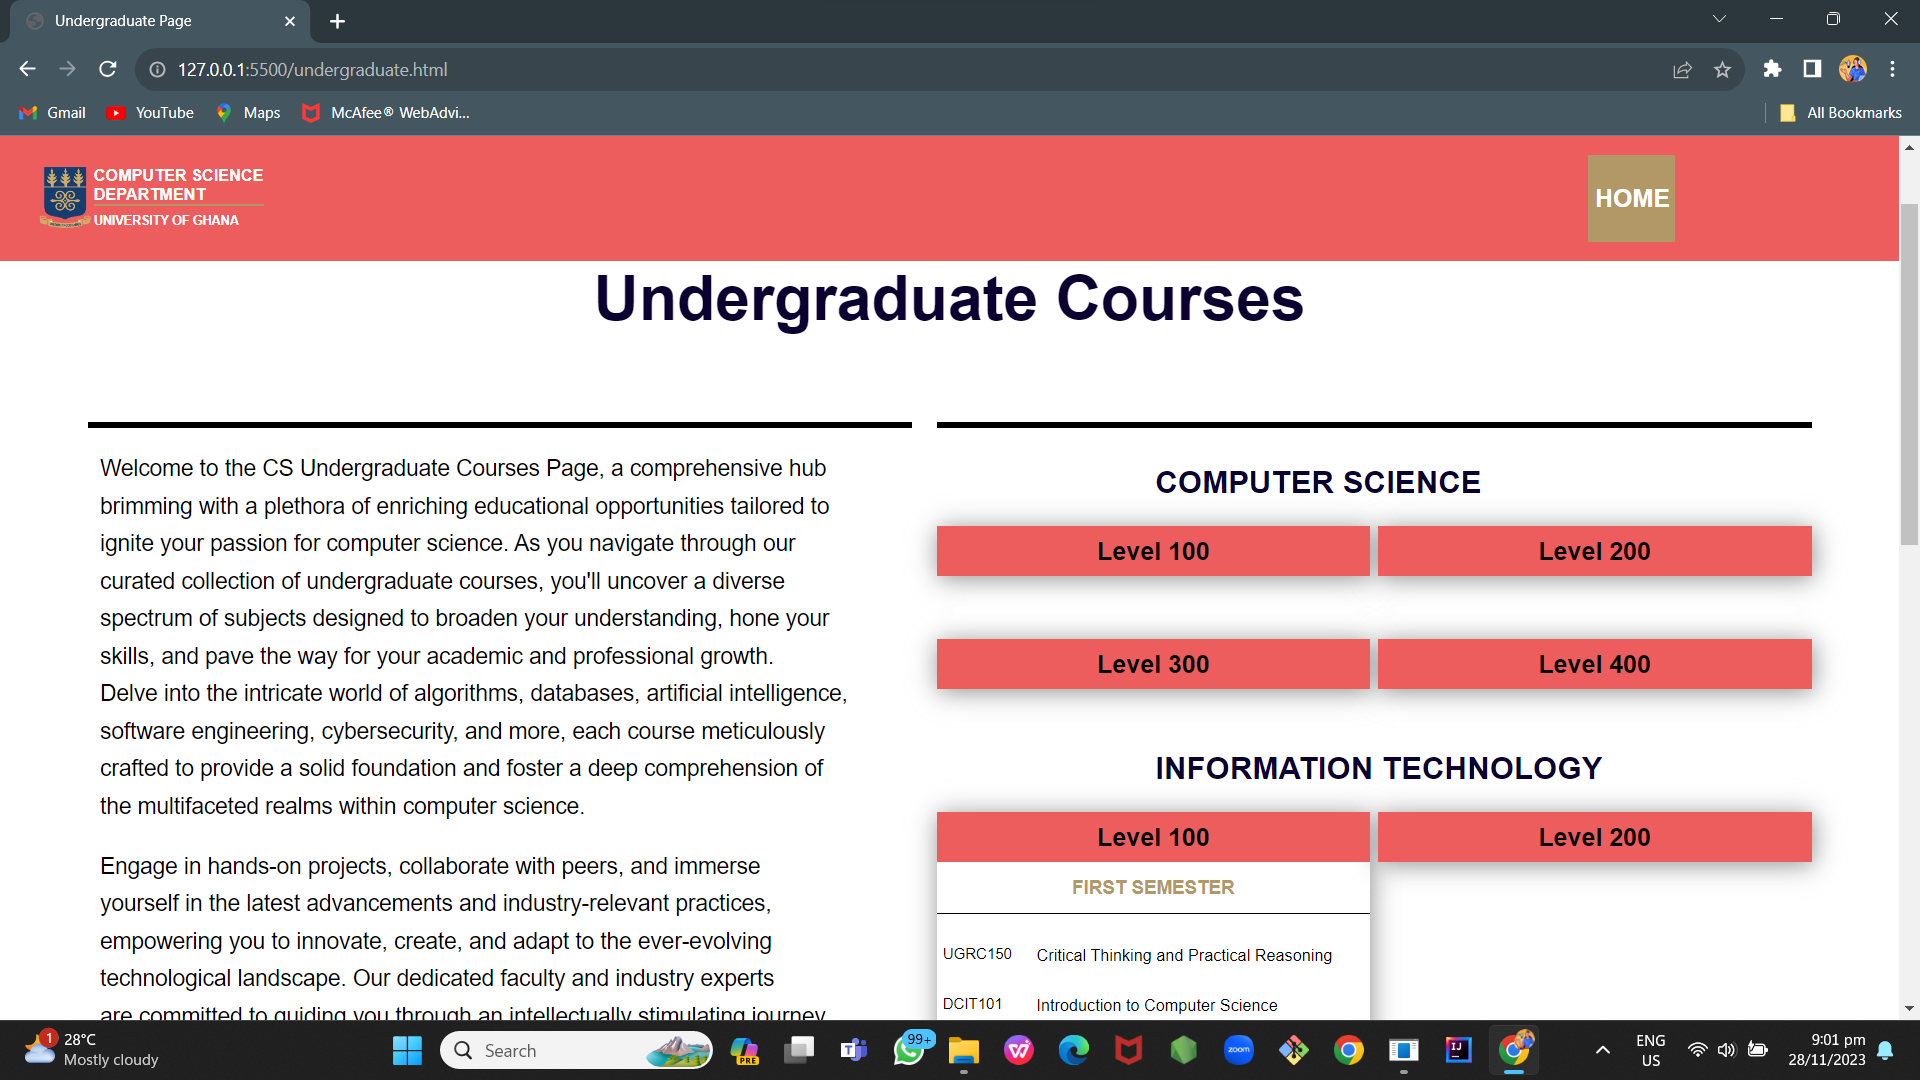 Undergraduate Page
127.0.0.1:5500/undergraduate.html
Gmail
YouTube
Maps
McAfee® WebAdvi...
All Bookmarks
COMPUTER SCIENCE
DEPARTMENT
UNIVERSITY OF GHANA
HOME
Undergraduate Courses
Welcome to the CS Undergraduate Courses Page, a comprehensive hub
brimming with a plethora of enriching educational opportunities tailored to
ignite your passion for computer science. As you navigate through our
curated collection of undergraduate courses, you'll uncover a diverse
spectrum of subjects designed to broaden your understanding, hone your
skills, and pave the way for your academic and professional growth.
Delve into the intricate world of algorithms, databases, artificial intelligence,
software engineering, cybersecurity, and more, each course meticulously
crafted to provide a solid foundation and foster a deep comprehension of
the multifaceted realms within computer science.
Engage in hands-on projects, collaborate with peers, and immerse
yourself in the latest advancements and industry-relevant practices,
empowering you to innovate, create, and adapt to the ever-evolving
technological landscape. Our dedicated faculty and industry experts
are committed to guiding you through an intellectually stimulating journey,
COMPUTER SCIENCE
Level 100
Level 200
Level 300
Level 400
INFORMATION TECHNOLOGY
Level 100
Level 200
FIRST SEMESTER
UGRC150 Critical Thinking and Practical Reasoning
DCIT101 Introduction to Computer Science
1
28°C
Mostly cloudy
Search
PRE
99+
zoom
IJ
ENG
US
9:01 pm
28/11/2023